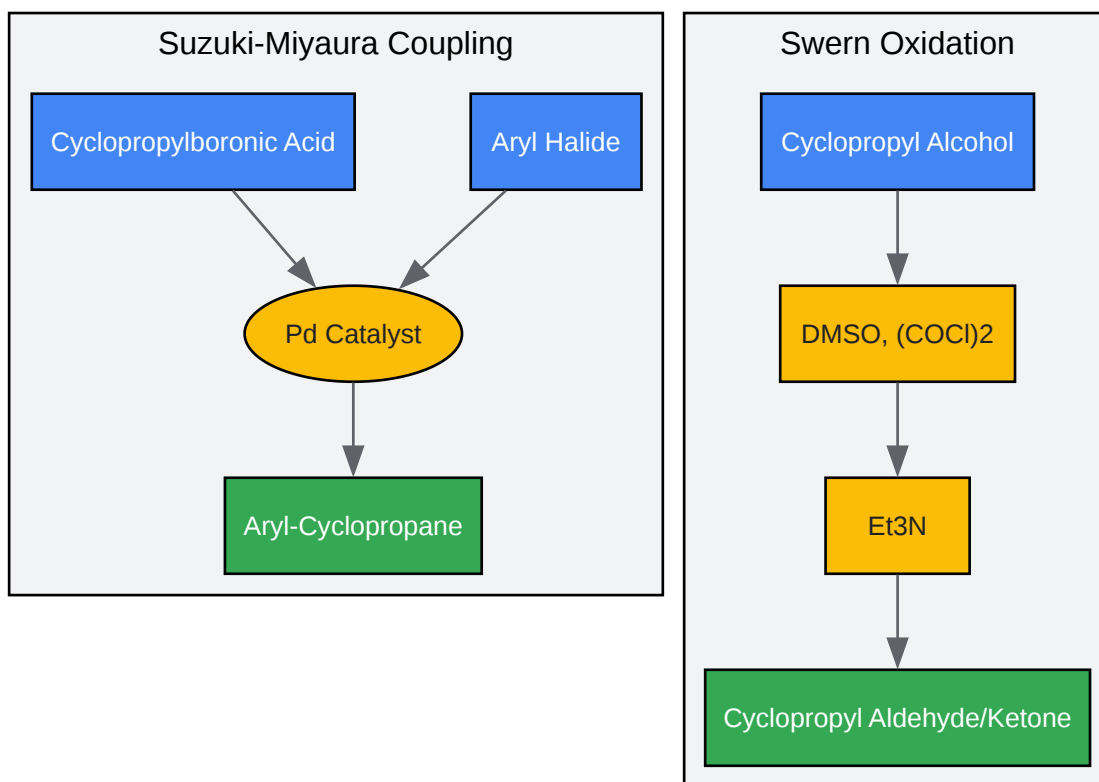 Suzuki-Miyaura Coupling
Cyclopropylboronic Acid
Aryl Halide
Pd Catalyst
Aryl-Cyclopropane
Swern Oxidation
Cyclopropyl Alcohol
DMSO, (COCl)2
Et3N
Cyclopropyl Aldehyde/Ketone